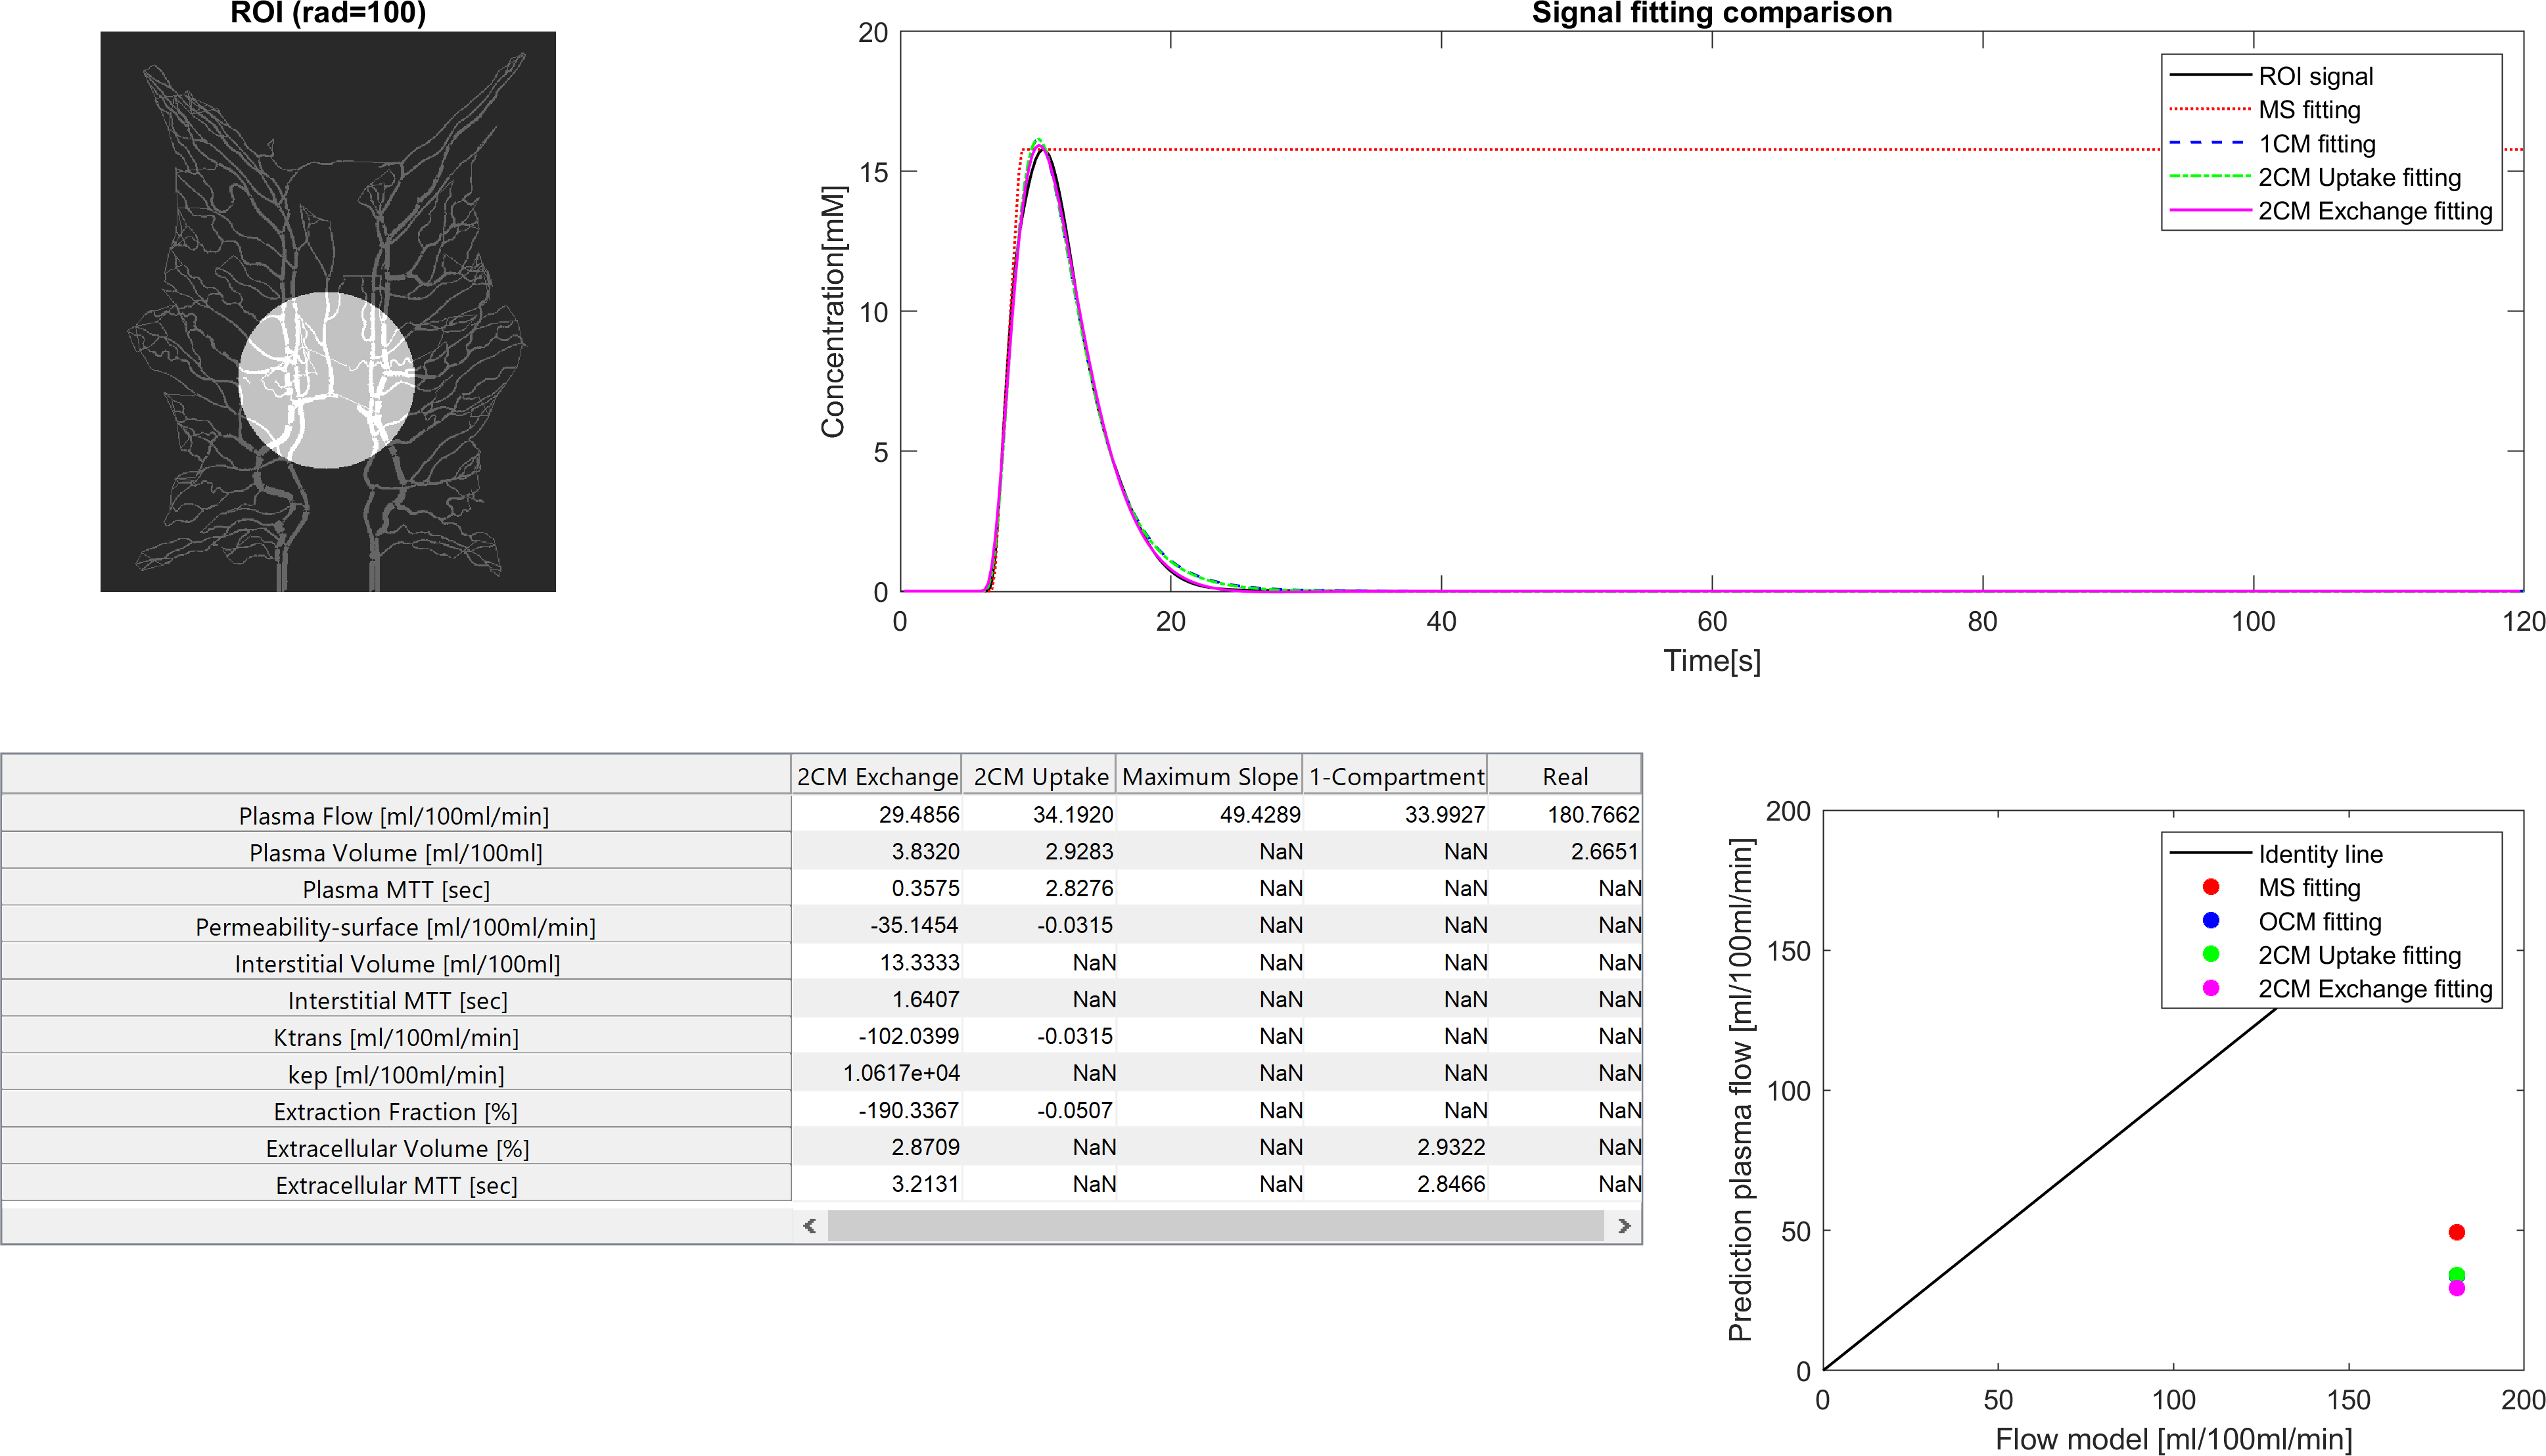 ROI (rad=100)
Signal fitting comparison
20
15
10
5
0
Concentration[mM]
0 20 40 60 80 100 120
Time[s]
ROI signal
MS fitting
1CM fitting
2CM Uptake fitting
2CM Exchange fitting
2CM Exchange 2CM Uptake Maximum Slope 1-Compartment Real
Plasma Flow [ml/100ml/min] 29.4856 34.1920 49.4289 33.9927 180.7662
Plasma Volume [ml/100ml] 3.8320 2.9283 NaN NaN 2.6651
Plasma MTT [sec] 0.3575 2.8276 NaN NaN NaN
Permeability-surface [ml/100ml/min] -35.1454 -0.0315 NaN NaN NaN
Interstitial Volume [ml/100ml] 13.3333 NaN NaN NaN NaN
Interstitial MTT [sec] 1.6407 NaN NaN NaN NaN
Ktrans [ml/100ml/min] -102.0399 -0.0315 NaN NaN NaN
kep [ml/100ml/min] 1.0617e+04 NaN NaN NaN NaN
Extraction Fraction [%] -190.3367 -0.0507 NaN NaN NaN
Extracellular Volume [%] 2.8709 NaN NaN 2.9322 NaN
Extracellular MTT [sec] 3.2131 NaN NaN 2.8466 NaN
200
150
100
50
0
Prediction plasma flow [ml/100ml/min]
0 50 100 150 200
Flow model [ml/100ml/min]
Identity line
MS fitting
OCM fitting
2CM Uptake fitting
2CM Exchange fitting